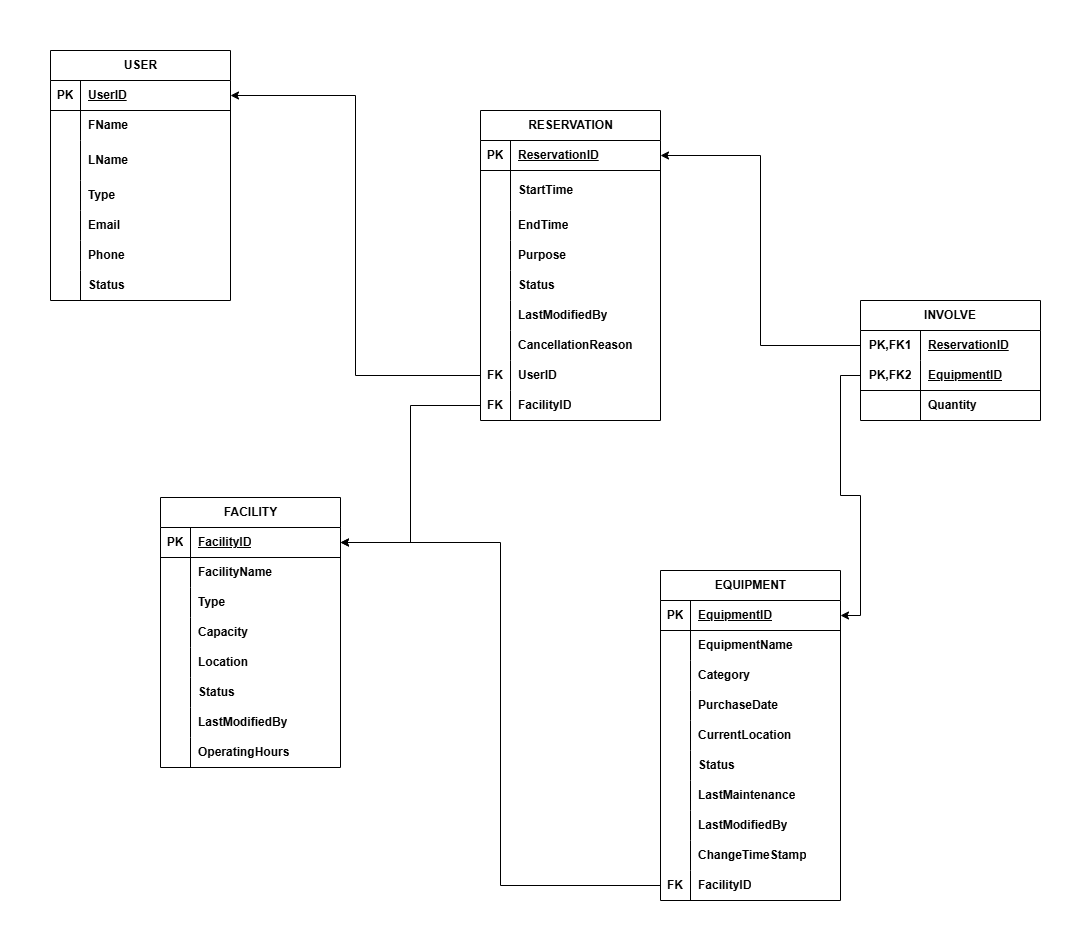 USER
PK UserID
FName
LName
Type
Email
Phone
Status
RESERVATION
PK ReservationID
StartTime
EndTime
Purpose
Status
LastModifiedBy
CancellationReason
FK UserID
FK FacilityID
INVOLVE
PK,FK1 ReservationID
PK,FK2 EquipmentID
Quantity
FACILITY
PK FacilityID
FacilityName
Type
Capacity
Location
Status
LastModifiedBy
OperatingHours
EQUIPMENT
PK EquipmentID
EquipmentName
Category
PurchaseDate
CurrentLocation
Status
LastMaintenance
LastModifiedBy
ChangeTimeStamp
FK FacilityID